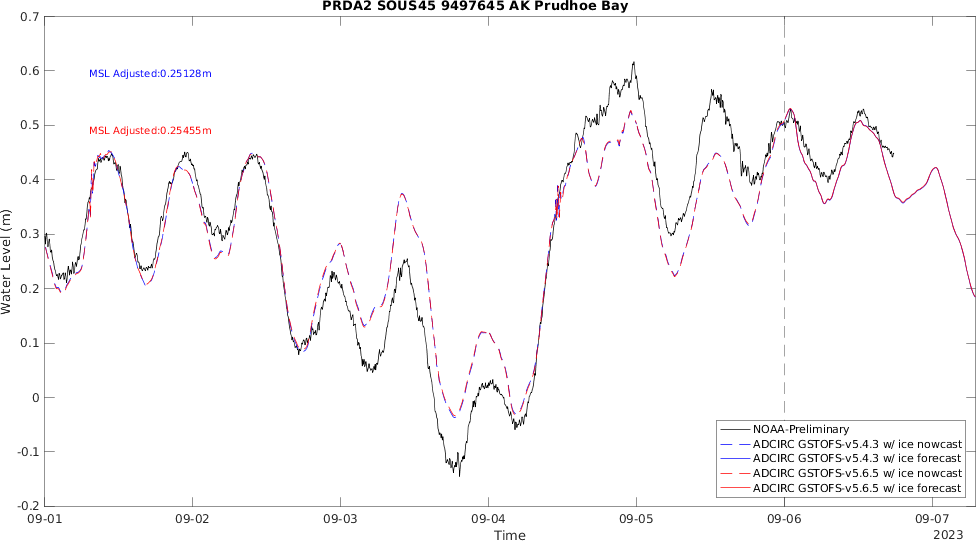 PRDA2 SOUS45 9497645 AK Prudhoe Bay
0.7
0.6
0.5
0.4
0.3
0.2
0.1
0
-0.1
-0.2
Water Level (m)
MSL Adjusted:0.25128m
MSL Adjusted:0.25455m
NOAA-Preliminary
ADCIRC GSTOFS-v5.4.3 w/ ice nowcast
ADCIRC GSTOFS-v5.4.3 w/ ice forecast
ADCIRC GSTOFS-v5.6.5 w/ ice nowcast
ADCIRC GSTOFS-v5.6.5 w/ ice forecast
09-01 09-02 09-03 09-04 09-05 09-06 09-07
Time
2023